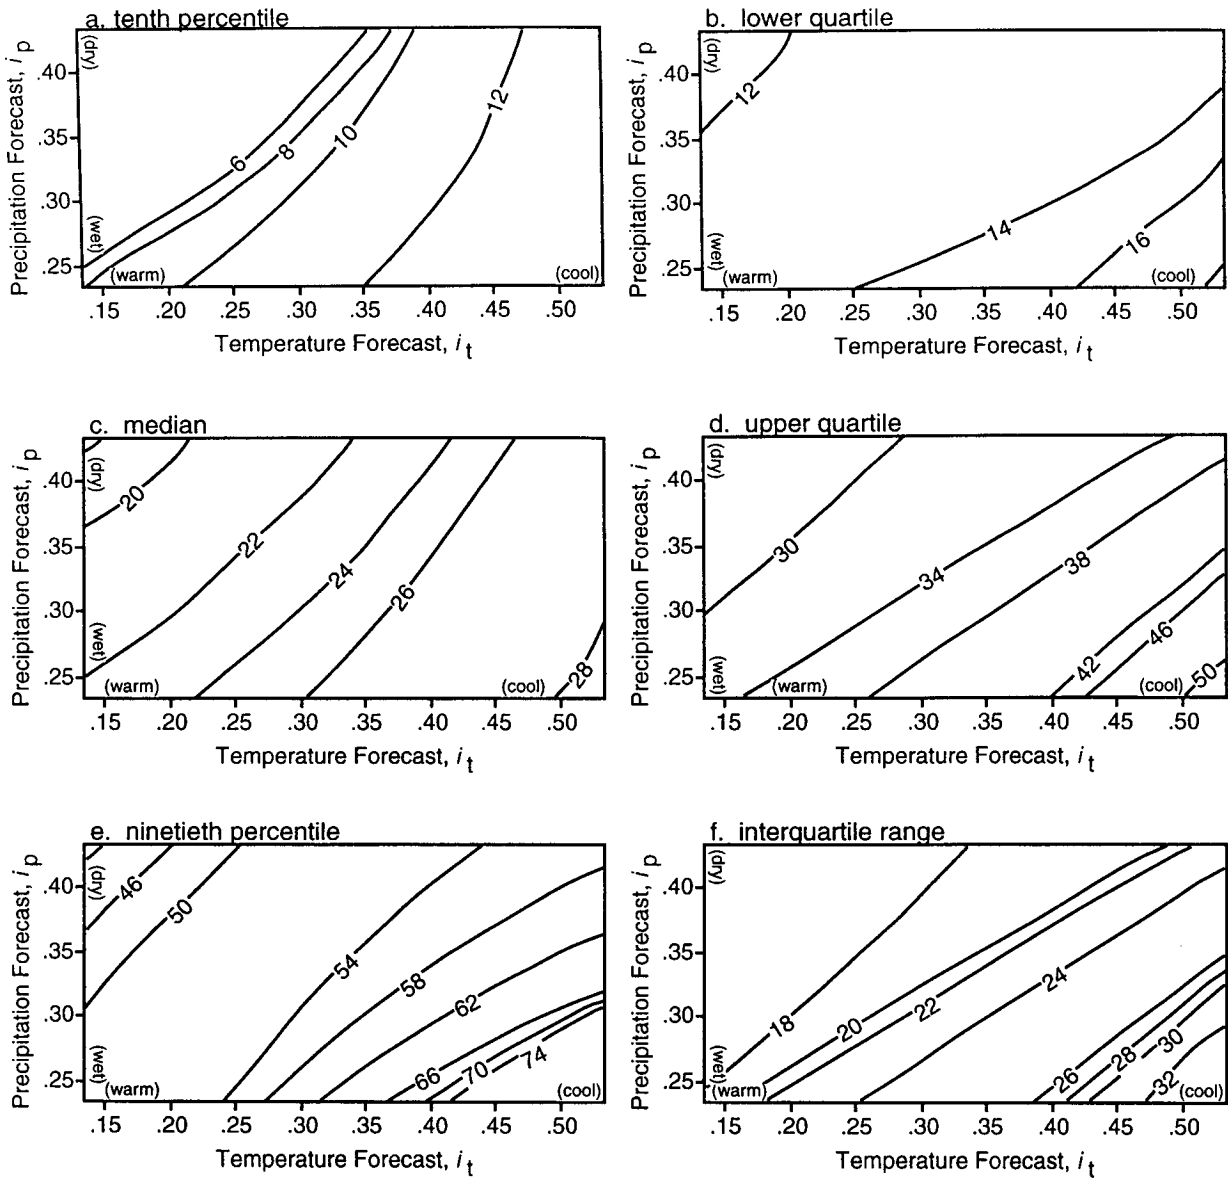 a. tenth percentile
Precipitation Forecast, i p
.40
.35
.30
.25
(dry)
(wet)
(warm)
(cool)
6
8
10
12
.15 .20 .25 .30 .35 .40 .45 .50
Temperature Forecast, i t
b. lower quartile
Precipitation Forecast, i p
.40
.35
.30
.25
(dry)
(wet)
(warm)
(cool)
12
14
16
.15 .20 .25 .30 .35 .40 .45 .50
Temperature Forecast, i t
c. median
Precipitation Forecast, i p
.40
.35
.30
.25
(dry)
(wet)
(warm)
(cool)
20
22
24
26
28
.15 .20 .25 .30 .35 .40 .45 .50
Temperature Forecast, i t
d. upper quartile
Precipitation Forecast, i p
.40
.35
.30
.25
(dry)
(wet)
(warm)
(cool)
30
34
38
42
46
50
.15 .20 .25 .30 .35 .40 .45 .50
Temperature Forecast, i t
e. ninetieth percentile
Precipitation Forecast, i p
.40
.35
.30
.25
(dry)
(wet)
(warm)
(cool)
46
50
54
58
62
66
70
74
.15 .20 .25 .30 .35 .40 .45 .50
Temperature Forecast, i t
f. interquartile range
Precipitation Forecast, i p
.40
.35
.30
.25
(dry)
(wet)
(warm)
(cool)
18
20
22
24
26
28
30
32
.15 .20 .25 .30 .35 .40 .45 .50
Temperature Forecast, i t